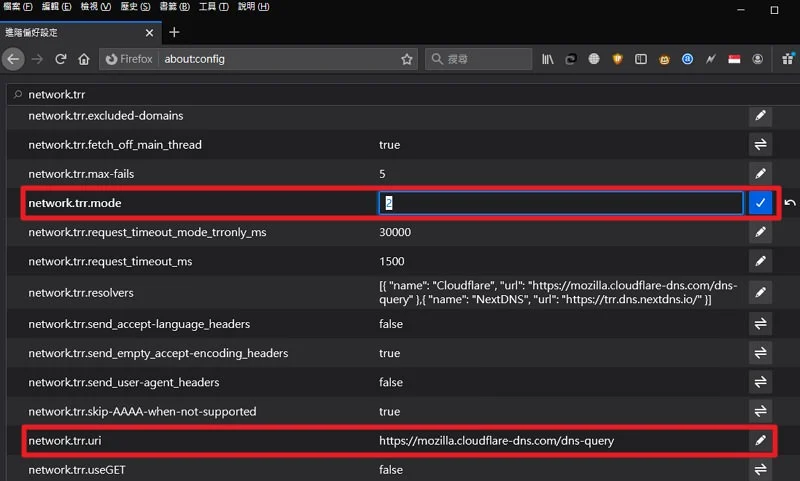 檔案(F) 編輯(E) 檢視(V) 歷史(S) 書籤(B) 工具(T) 說明(H)
進階偏好設定
Firefox about:config 搜尋
network.trr
network.trr.excluded-domains
network.trr.fetch_off_main_thread true
network.trr.max-fails 5
network.trr.mode 2
network.trr.request_timeout_mode_trronly_ms 30000
network.trr.request_timeout_ms 1500
network.trr.resolvers [{ "name": "Cloudflare", "url": "https://mozilla.cloudflare-dns.com/dns-
query" },{ "name": "NextDNS", "url": "https://trr.dns.nextdns.io/" }]
network.trr.send_accept-language_headers false
network.trr.send_empty_accept-encoding_headers true
network.trr.send_user-agent_headers false
network.trr.skip-AAAA-when-not-supported true
network.trr.uri https://mozilla.cloudflare-dns.com/dns-query
network.trr.useGET false